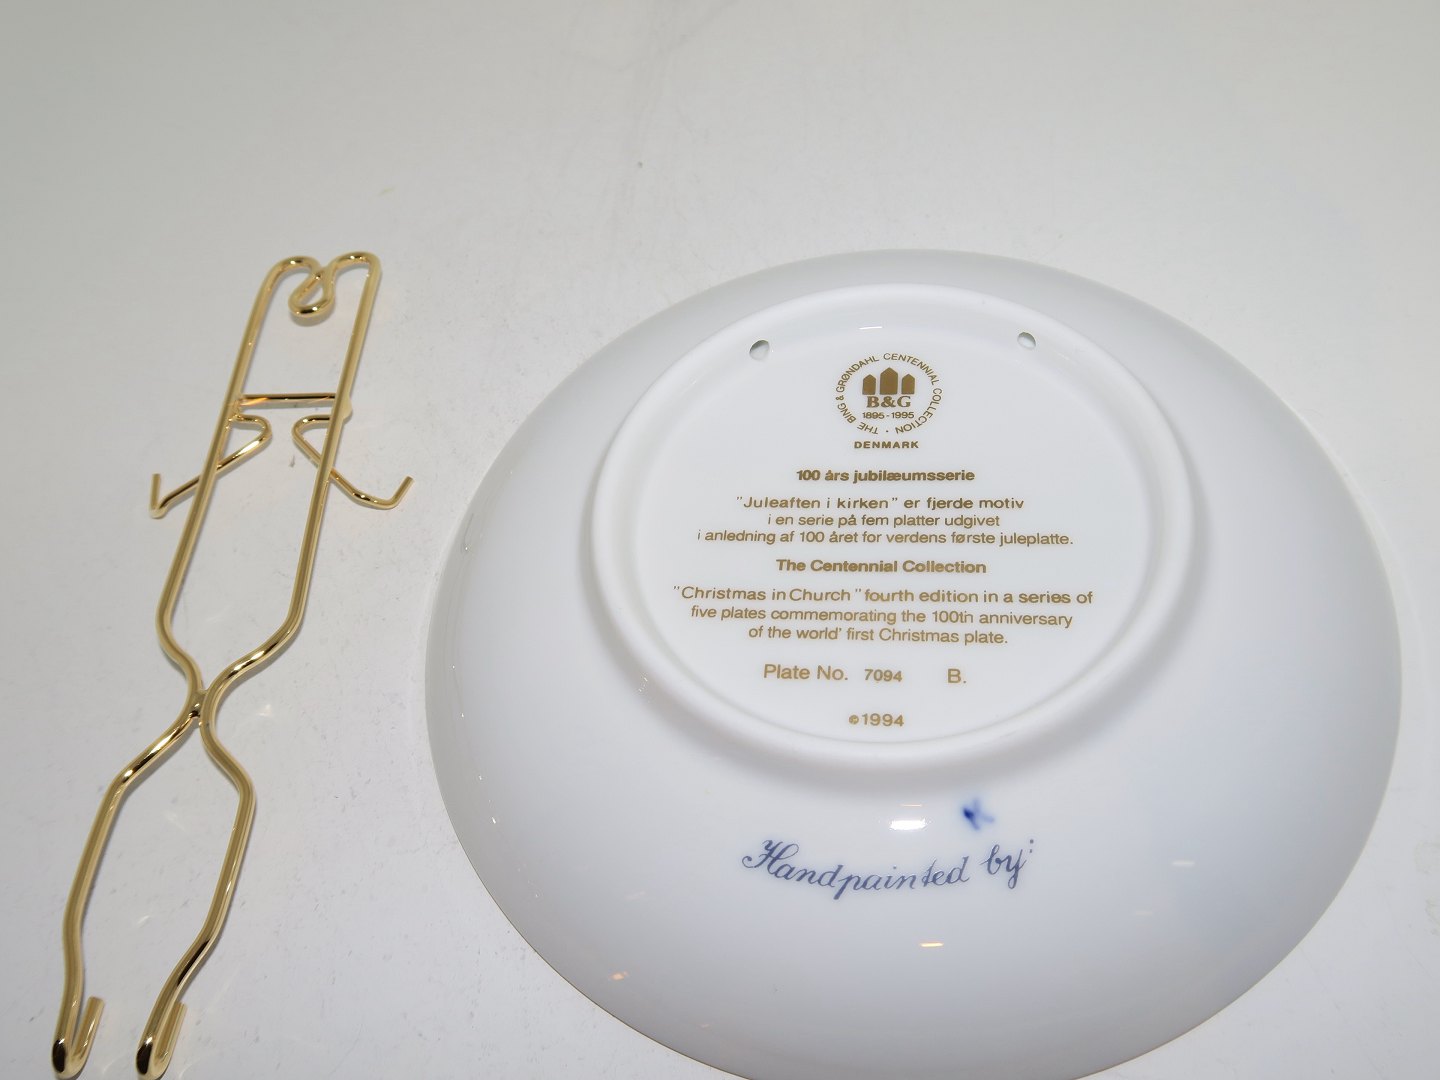 THE BING & GRØNDAHL CENTENNIAL COLLECTION ·
B&G
1895-1995
DENMARK
100 års jubilæumsserie
"Juleaften i kirken" er fjerde motiv
i en serie på fem platter udgivet
i anledning af 100 året for verdens første juleplatte.
The Centennial Collection
"Christmas in Church" fourth edition in a series of
five plates commemorating the 100th anniversary
of the world' first Christmas plate.
Plate No. 7094 B.
©1994
K
Handpainted by: